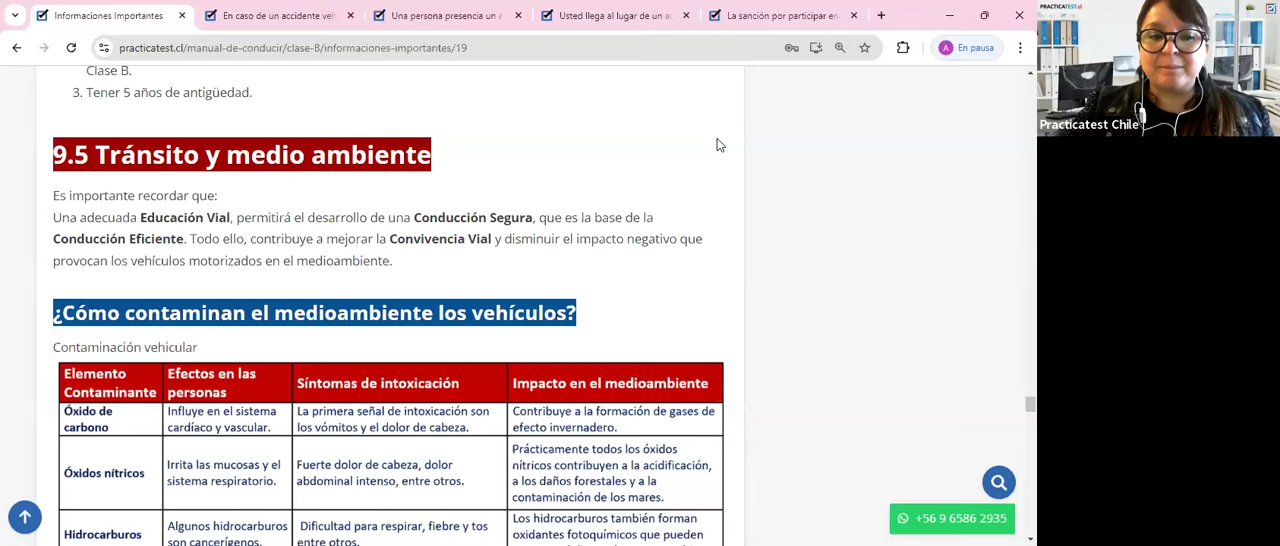 Informaciones Importantes
En caso de un accidente veh
Una persona presencia un a
Usted llega al lugar de un ac
La sanción por participar en
practicatest.cl/manual-de-conducir/clase-B/informaciones-importantes/19
A En pausa
PRACTICATEST.cl
Practicatest Chile
Clase B.
3. Tener 5 años de antigüedad.
9.5 Tránsito y medio ambiente
Es importante recordar que:
Una adecuada Educación Vial, permitirá el desarrollo de una Conducción Segura, que es la base de la
Conducción Eficiente. Todo ello, contribuye a mejorar la Convivencia Vial y disminuir el impacto negativo que
provocan los vehículos motorizados en el medioambiente.
¿Cómo contaminan el medioambiente los vehículos?
Contaminación vehicular
Elemento
Contaminante
Efectos en las
personas
Síntomas de intoxicación
Impacto en el medioambiente
Óxido de
carbono
Influye en el sistema
cardíaco y vascular.
La primera señal de intoxicación son
los vómitos y el dolor de cabeza.
Contribuye a la formación de gases de
efecto invernadero.
Óxidos nítricos
Irrita las mucosas y el
sistema respiratorio.
Fuerte dolor de cabeza, dolor
abdominal intenso, entre otros.
Prácticamente todos los óxidos
nítricos contribuyen a la acidificación,
a los daños forestales y a la
contaminación de los mares.
Hidrocarburos
Algunos hidrocarburos
son cancerígenos.
Dificultad para respirar, fiebre y tos
entre otros.
Los hidrocarburos también forman
oxidantes fotoquímicos que pueden
+56 9 6586 2935